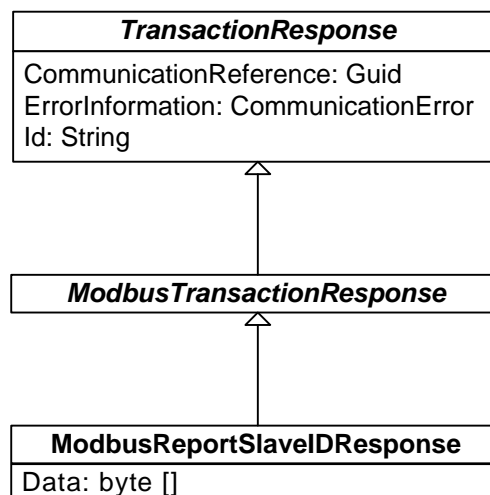 TransactionResponse
CommunicationReference: Guid
ErrorInformation: CommunicationError
Id: String
ModbusTransactionResponse
ModbusReportSlaveIDResponse
Data: byte []